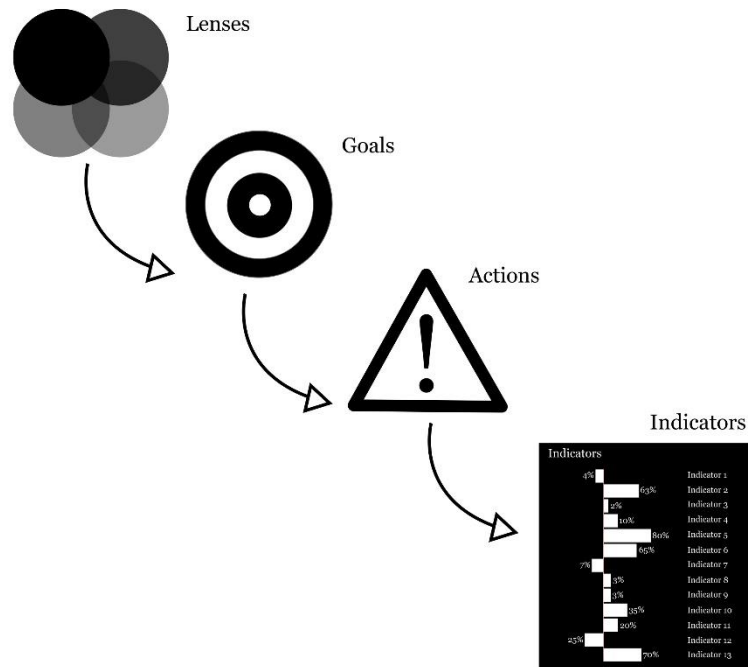 Lenses
Goals
Actions
Indicators
Indicators
4% Indicator 1
63% Indicator 2
2% Indicator 3
10% Indicator 4
80% Indicator 5
65% Indicator 6
7% Indicator 7
3% Indicator 8
3% Indicator 9
35% Indicator 10
20% Indicator 11
25% Indicator 12
70% Indicator 13